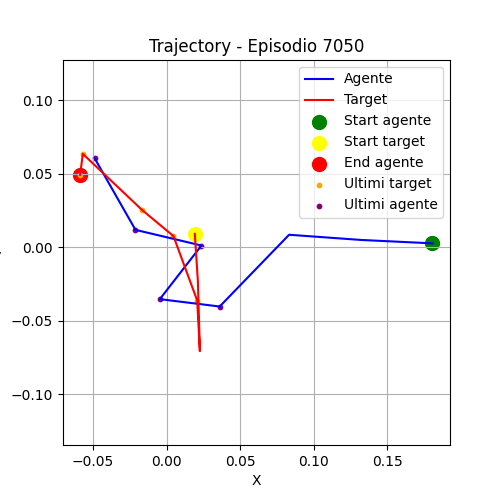 Trajectory - Episodio 7050
Agente
Target
Start agente
Start target
End agente
Ultimi target
Ultimi agente
0.10
0.05
0.00
−0.05
−0.10
−0.05
0.00
0.05
0.10
0.15
X